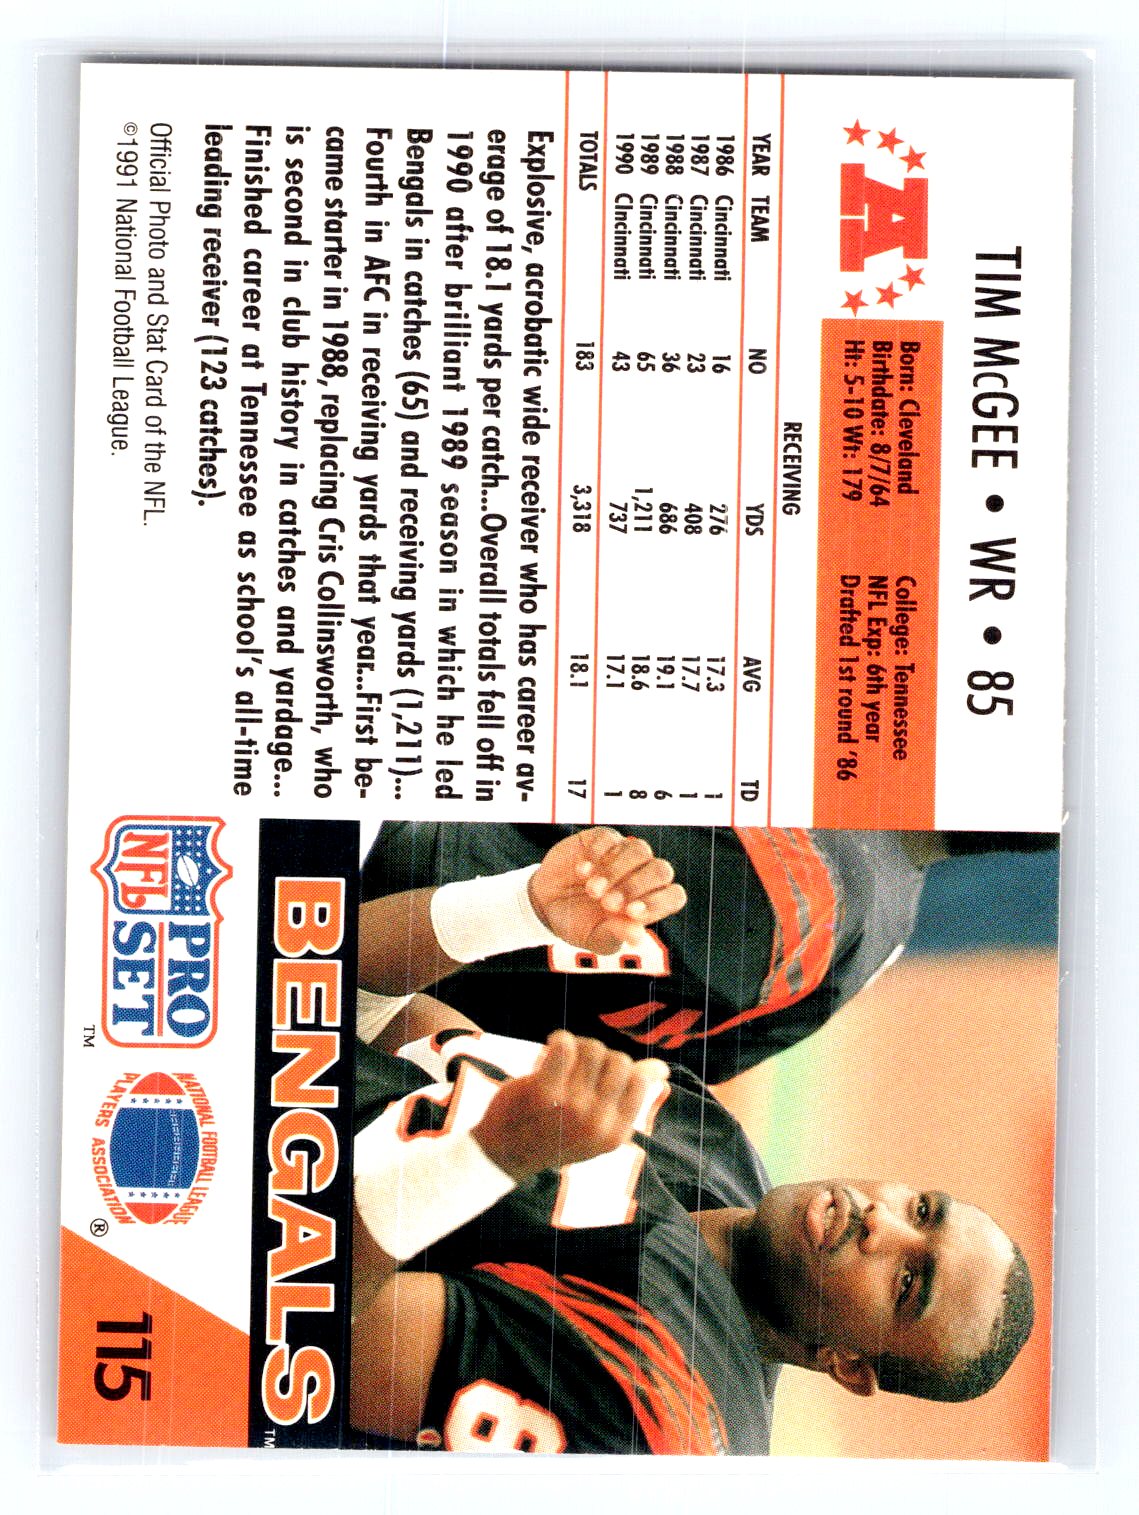 TIM McGEE • WR • 85
A
Born: Cleveland
Birthdate: 8/7/64
Ht: 5-10 Wt: 179
College: Tennessee
NFL Exp: 6th year
Drafted 1st round '86
RECEIVING
YEAR TEAM NO YDS AVG TD
1986 Cincinnati 16 276 17.3 1
1987 Cincinnati 23 408 17.7 1
1988 Cincinnati 36 686 19.1 6
1989 Cincinnati 65 1,211 18.6 8
1990 CIncinnati 43 737 17.1 1
TOTALS 183 3,318 18.1 17
Explosive, acrobatic wide receiver who has career av-
erage of 18.1 yards per catch...Overall totals fell off in
1990 after brilliant 1989 season in which he led
Bengals in catches (65) and receiving yards (1,211)...
Fourth in AFC in receiving yards that year...First be-
came starter in 1988, replacing Cris Collinsworth, who
is second in club history in catches and yardage...
Finished career at Tennessee as school's all-time
leading receiver (123 catches).
Official Photo and Stat Card of the NFL.
©1991 National Football League.
8
8
BENGALS™
PRO
NFL SET™
NATIONAL FOOTBALL LEAGUE
PLAYERS ASSOCIATION ®
115